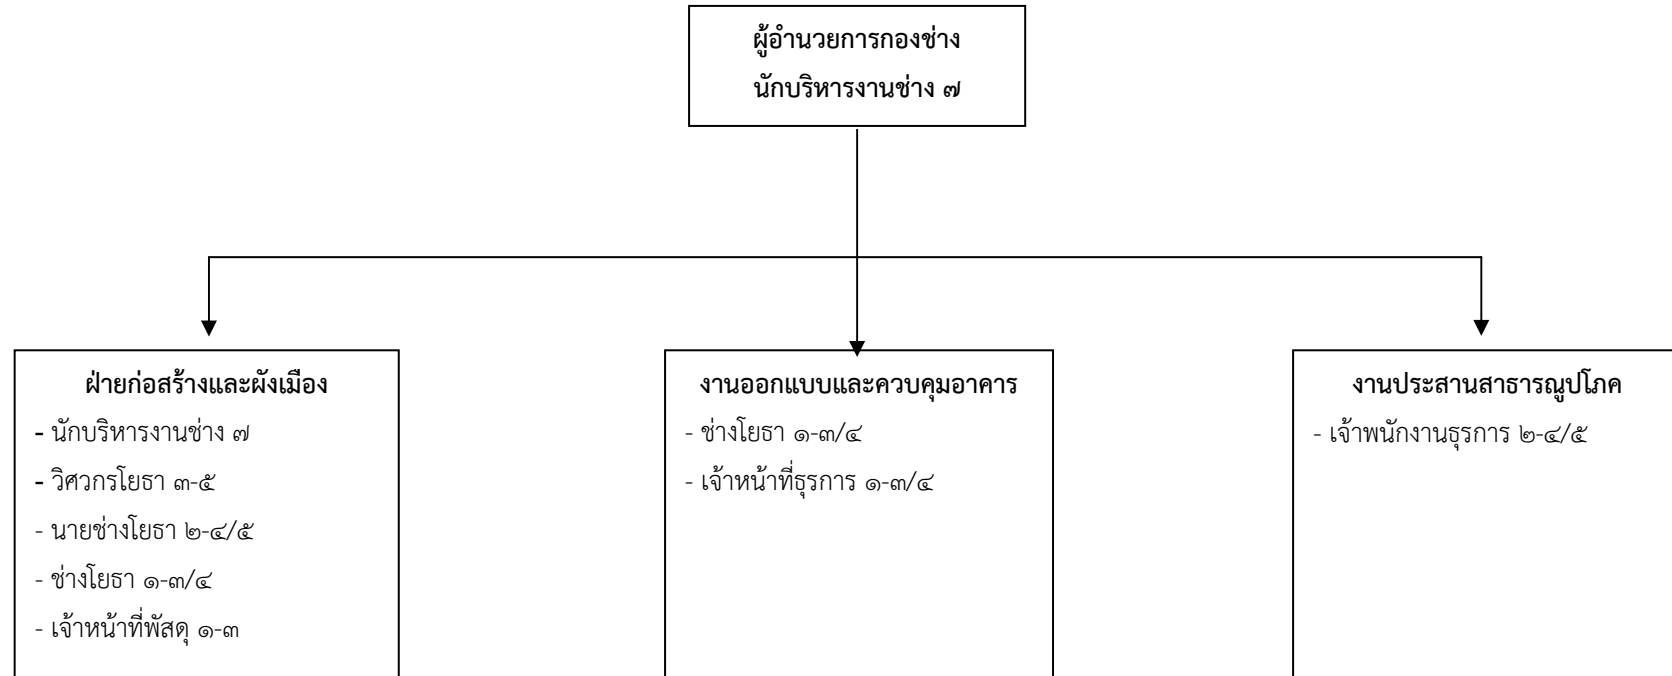 ผู้อำนวยการกองช่าง
นักบริหารงานช่าง ๗
ฝ่ายก่อสร้างและผังเมือง
- นักบริหารงานช่าง ๗
- วิศวกรโยธา ๓-๕
- นายช่างโยธา ๒-๔/๕
- ช่างโยธา ๑-๓/๔
- เจ้าหน้าที่พัสดุ ๑-๓
งานออกแบบและควบคุมอาคาร
- ช่างโยธา ๑-๓/๔
- เจ้าหน้าที่ธุรการ ๑-๓/๔
งานประสานสาธารณูปโภค
- เจ้าพนักงานธุรการ ๒-๔/๕